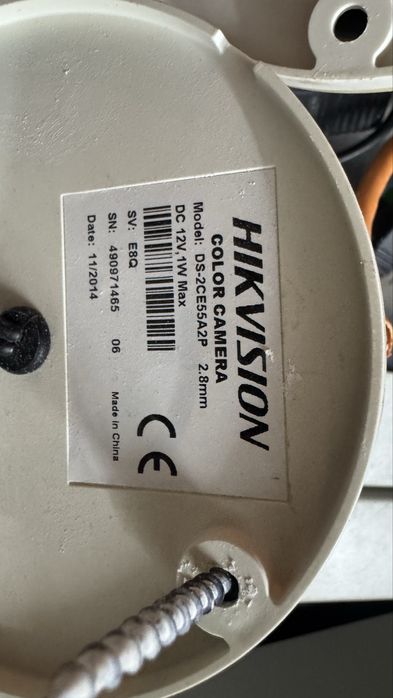 HIKVISION
COLOR CAMERA
Model: DS-2CE55A2P 2.8mm
DC 12V,1W Max
SV: E8Q
SN: 490971465 06 Made in China
Date: 11/2014
CE